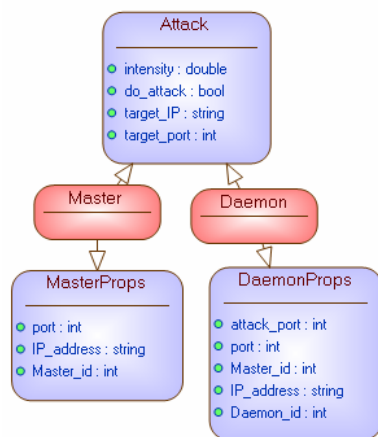 Attack
intensity : double
do_attack : bool
target_IP : string
target_port : int
Master
Daemon
MasterProps
port : int
IP_address : string
Master_id : int
DaemonProps
attack_port : int
port : int
Master_id : int
IP_address : string
Daemon_id : int